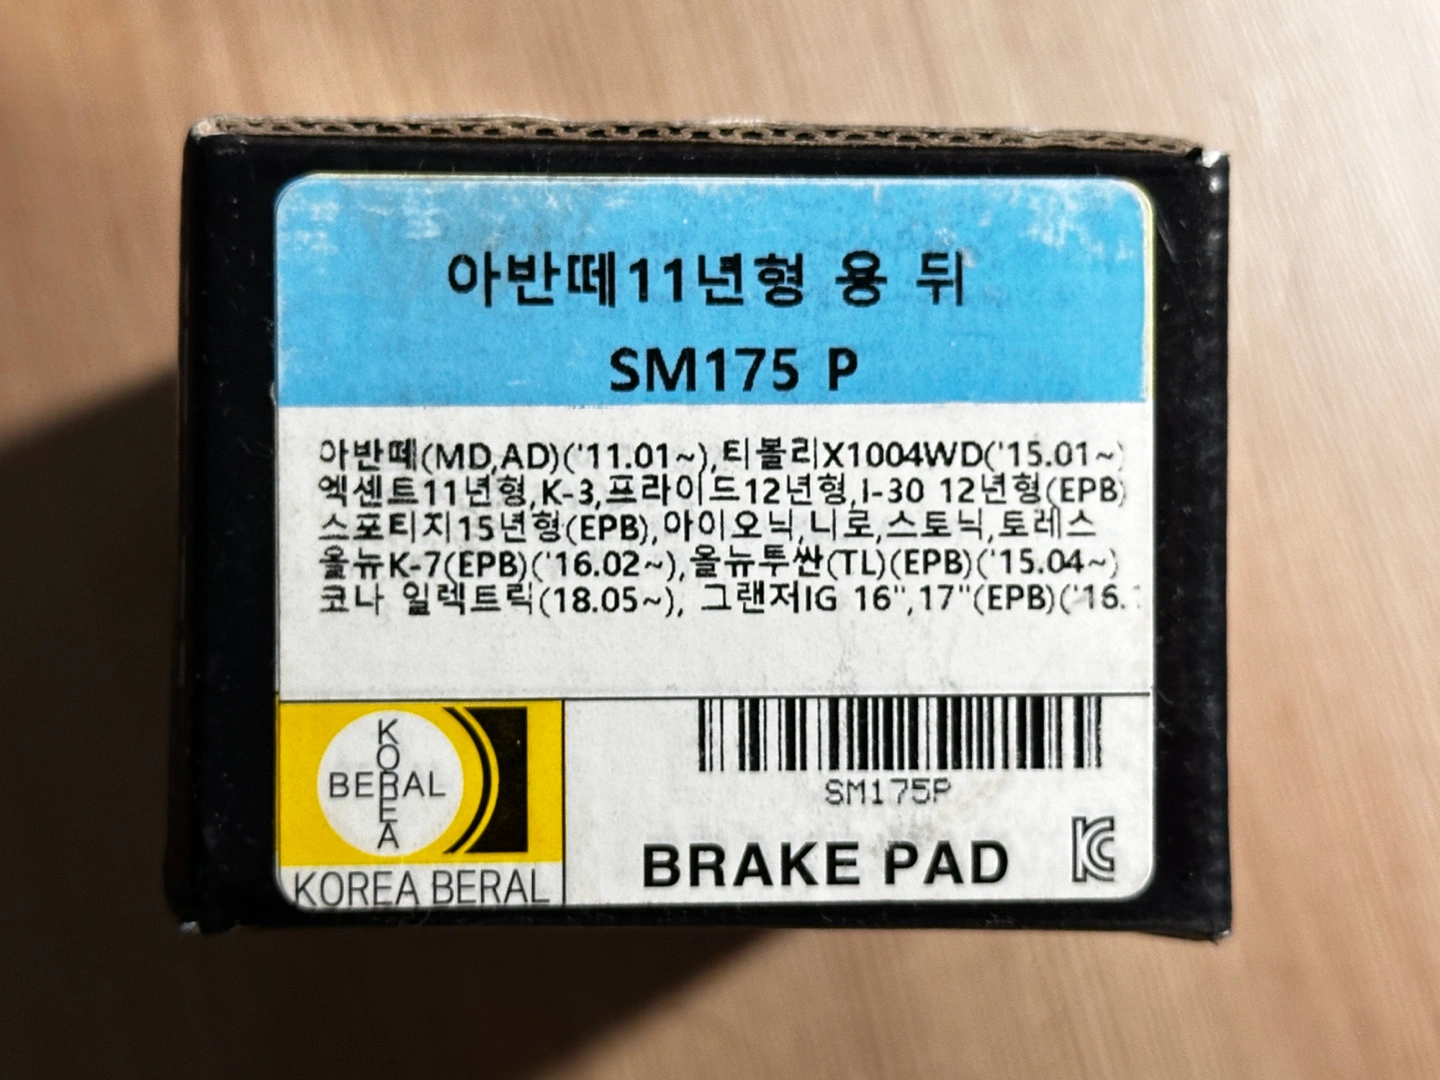 아반떼11년형 용 뒤
SM175 P
아반떼(MD,AD)('11.01~),티볼리X1004WD('15.01~)
엑센트11년형,K-3,프라이드12년형,I-30 12년형(EPB)
스포티지15년형(EPB),아이오닉,니로,스토닉,토레스
올뉴K-7(EPB)('16.02~),올뉴투싼(TL)(EPB)('15.04~)
코나 일렉트릭(18.05~), 그랜저IG 16",17"(EPB)('16.
KOREA
BERAL
KOREA BERAL
SM175P
BRAKE PAD
KC